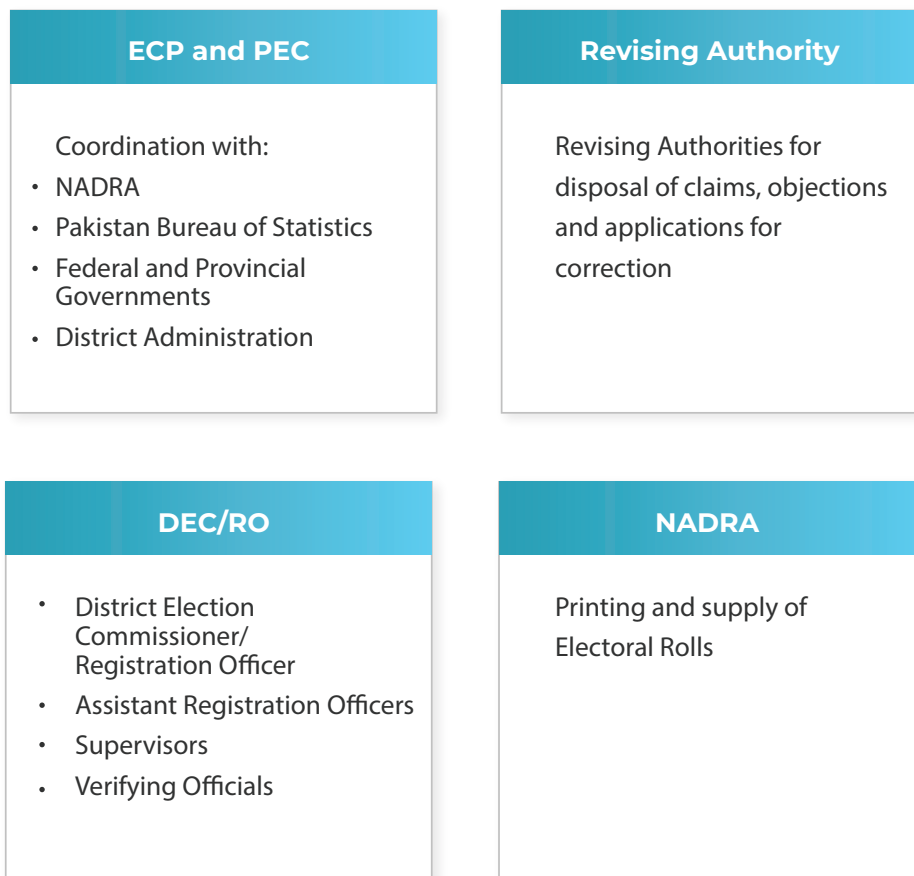 ECP and PEC
Coordination with:
• NADRA
• Pakistan Bureau of Statistics
• Federal and Provincial
Governments
• District Administration
Revising Authority
Revising Authorities for
disposal of claims, objections
and applications for
correction
DEC/RO
• District Election
Commissioner/
Registration Officer
• Assistant Registration Officers
• Supervisors
• Verifying Officials
NADRA
Printing and supply of
Electoral Rolls